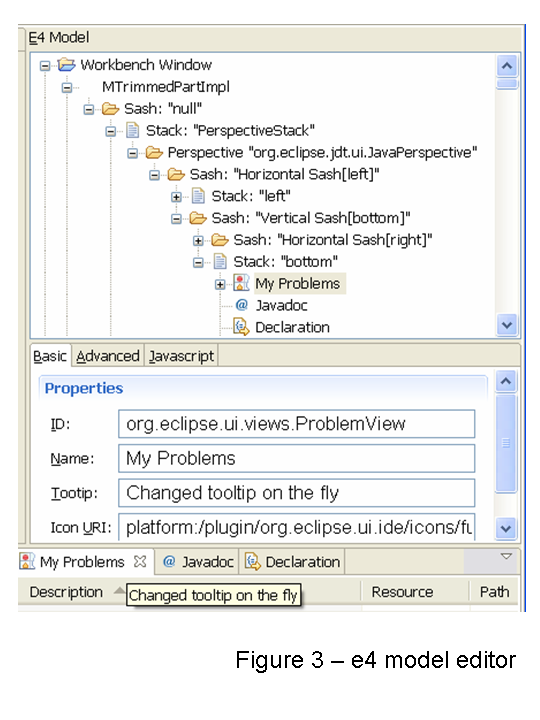 E4 Model
Workbench Window
MTrimmedPartImpl
Sash: "null"
Stack: "PerspectiveStack"
Perspective "org.eclipse.jdt.ui.JavaPerspective"
Sash: "Horizontal Sash[left]"
Stack: "left"
Sash: "Vertical Sash[bottom]"
Sash: "Horizontal Sash[right]"
Stack: "bottom"
My Problems
@ Javadoc
Declaration
Basic Advanced Javascript
Properties
ID: org.eclipse.ui.views.ProblemView
Name: My Problems
Tootip: Changed tooltip on the fly
Icon URI: platform:/plugin/org.eclipse.ui.ide/icons/fu
My Problems @ Javadoc Declaration
Description Resource Path
Changed tooltip on the fly
Figure 3 – e4 model editor